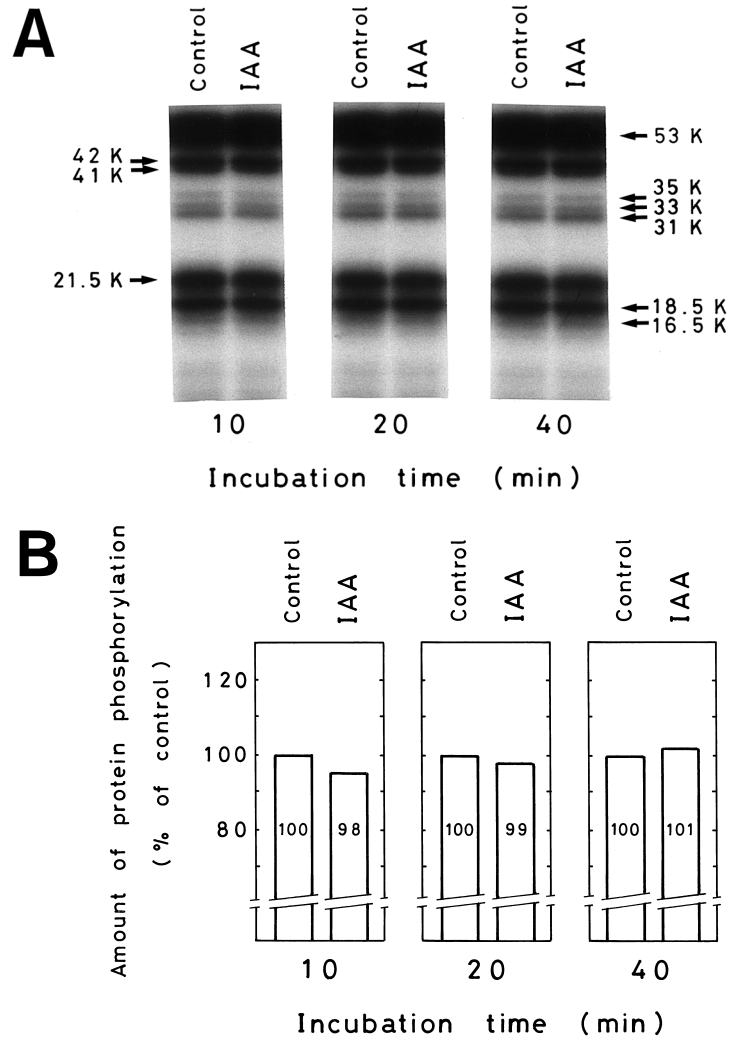 A
Control IAA Control IAA Control IAA
42 K
41 K
21.5 K
53 K
35 K
33 K
31 K
18.5 K
16.5 K
10 20 40
Incubation time (min)
B
Amount of protein phosphorylation
(% of control)
Control IAA Control IAA Control IAA
120
100
80
100 98 100 99 100 101
10 20 40
Incubation time (min)